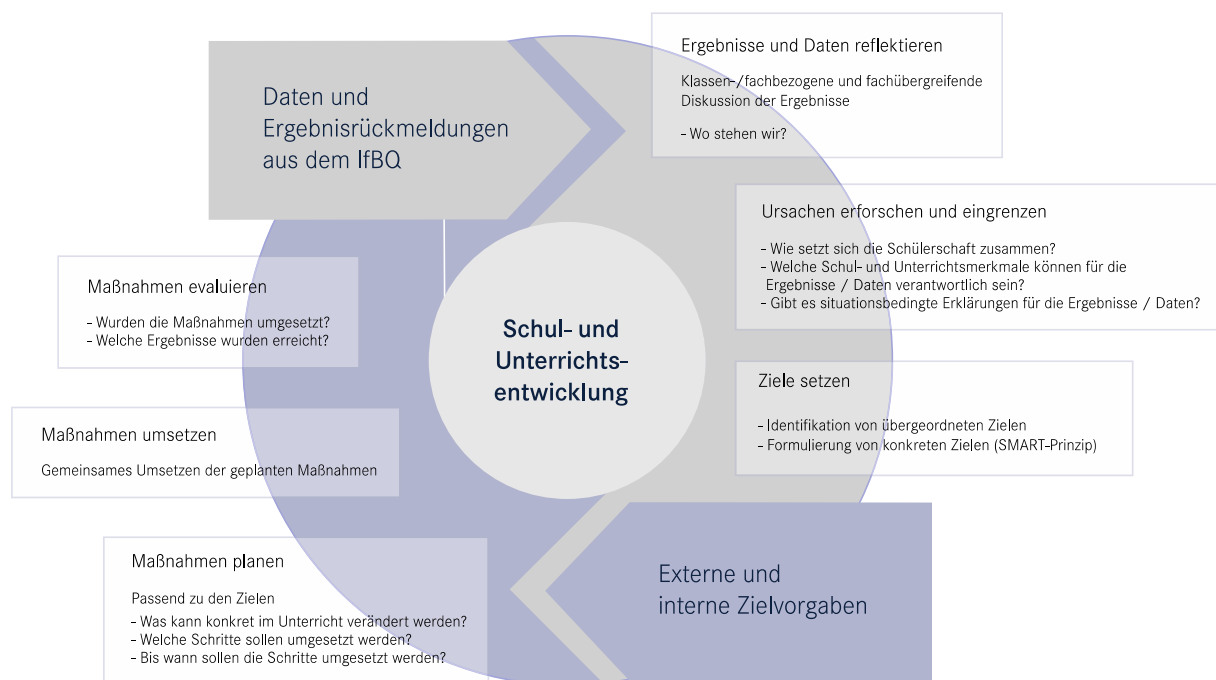 Daten und
Ergebnisrückmeldungen
aus dem IfBQ
Ergebnisse und Daten reflektieren
Klassen-/fachbezogene und fachübergreifende
Diskussion der Ergebnisse
- Wo stehen wir?
Ursachen erforschen und eingrenzen
- Wie setzt sich die Schülerschaft zusammen?
- Welche Schul- und Unterrichtsmerkmale können für die
Ergebnisse / Daten verantwortlich sein?
- Gibt es situationsbedingte Erklärungen für die Ergebnisse / Daten?
Ziele setzen
- Identifikation von übergeordneten Zielen
- Formulierung von konkreten Zielen (SMART-Prinzip)
Externe und
interne Zielvorgaben
Maßnahmen planen
Passend zu den Zielen
- Was kann konkret im Unterricht verändert werden?
- Welche Schritte sollen umgesetzt werden?
- Bis wann sollen die Schritte umgesetzt werden?
Maßnahmen umsetzen
Gemeinsames Umsetzen der geplanten Maßnahmen
Maßnahmen evaluieren
- Wurden die Maßnahmen umgesetzt?
- Welche Ergebnisse wurden erreicht?
Schul- und
Unterrichts-
entwicklung